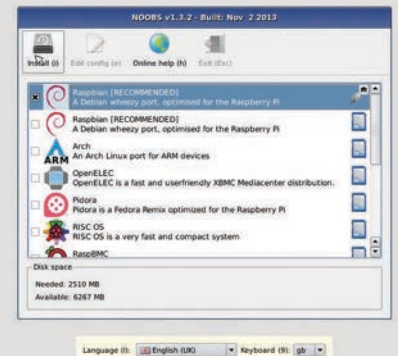 NOOBS v1.3.2 - Built: Nov 2 2013
Install (i) Edit config (e) Online help (h) Exit (Esc)
Raspbian [RECOMMENDED]
A Debian wheezy port, optimised for the Raspberry Pi
Raspbian [RECOMMENDED]
A Debian wheezy port, optimised for the Raspberry Pi
Arch
An Arch Linux port for ARM devices
ARM
OpenELEC
OpenELEC is a fast and userfriendly XBMC Mediacenter distribution.
Pidora
Pidora is a Fedora Remix optimized for the Raspberry Pi
RISC OS
RISC OS is a very fast and compact system
RaspBMC
Disk space
Needed: 2510 MB
Available: 6267 MB
Language (l): English (UK) Keyboard (9): gb